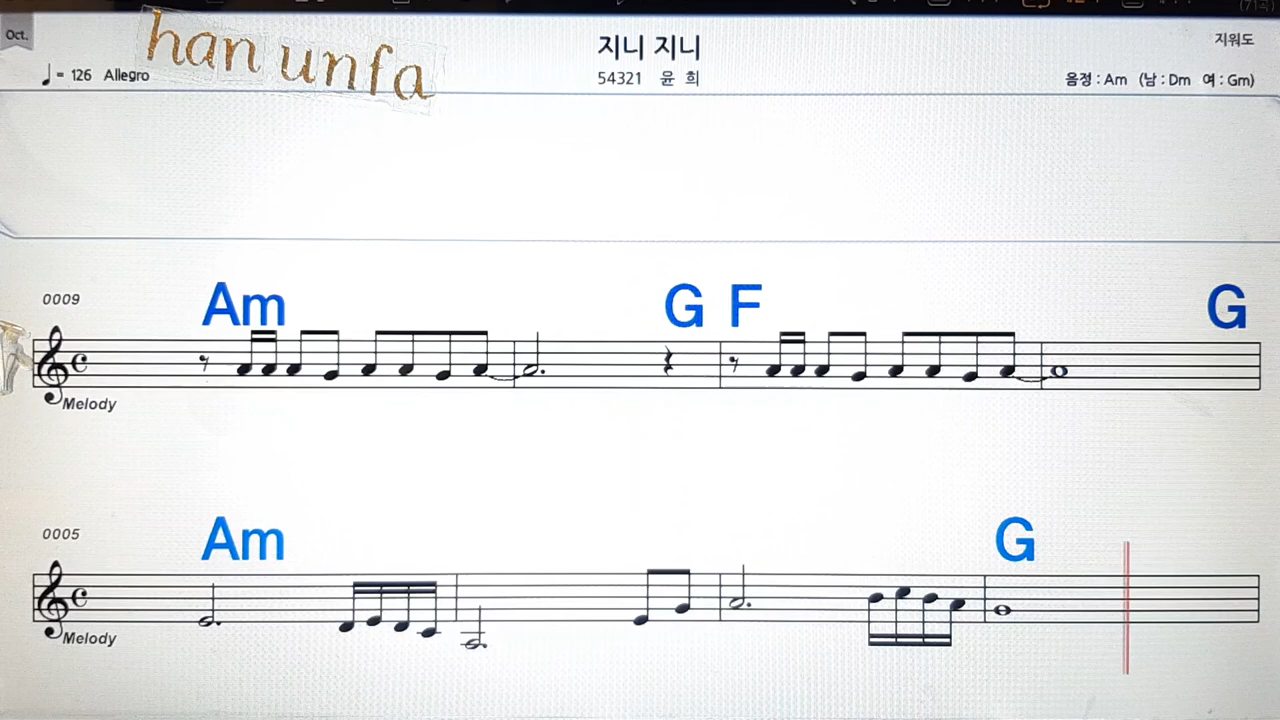 Oct.
han unfa
지니 지니
지워도
= 126 Allegro
54321 윤 희
음정 : Am (남 : Dm 여 : Gm)
0009
Am G F G
Melody
0005
Am G
Melody